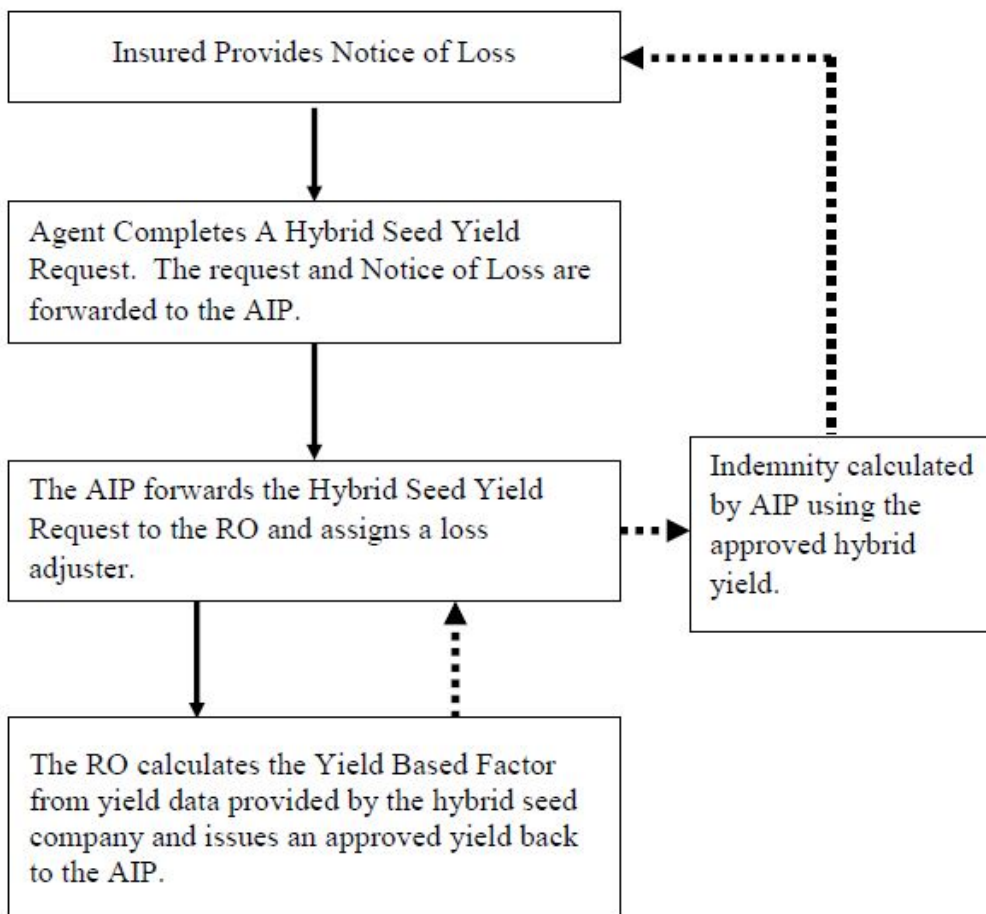 Insured Provides Notice of Loss
Agent Completes A Hybrid Seed Yield
Request.  The request and Notice of Loss are
forwarded to the AIP.
The AIP forwards the Hybrid Seed Yield
Request to the RO and assigns a loss
adjuster.
Indemnity calculated
by AIP using the
approved hybrid
yield.
The RO calculates the Yield Based Factor
from yield data provided by the hybrid seed
company and issues an approved yield back
to the AIP.